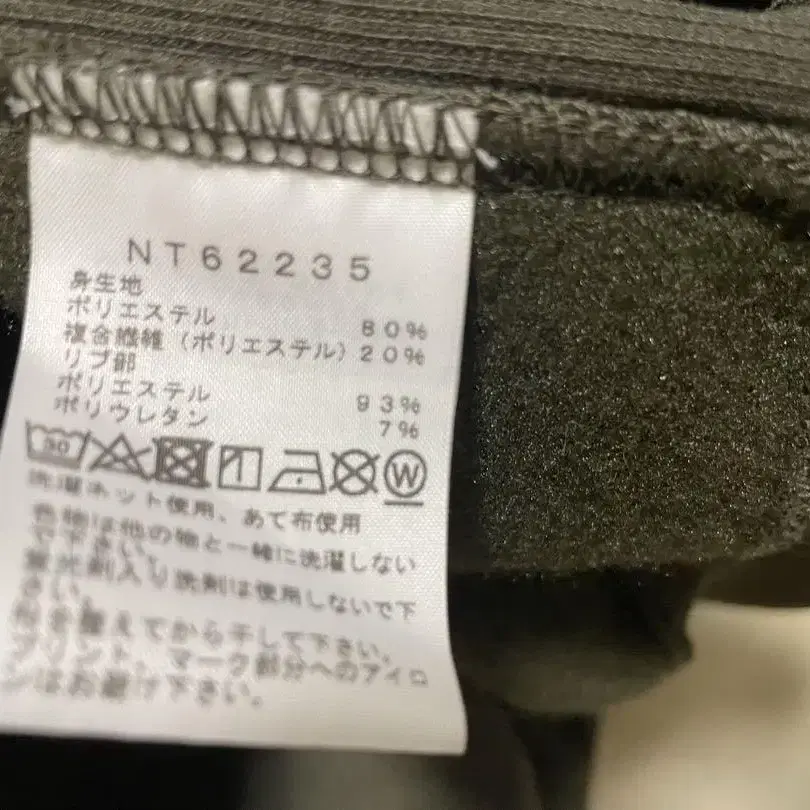 NT62235
身生地
ポリエステル 80%
複合繊維(ポリエステル)20%
リブ部
ポリエステル 93%
ポリウレタン 7%
30 W
洗濯ネット使用、あて布使用
色物は他の物と一緒に洗濯しない
で下さい。
蛍光剤入り洗剤は使用しないで下
さい。
形を整えてから干して下さい。
プリント、マーク部分へのアイロ
ンはお避け下さい。